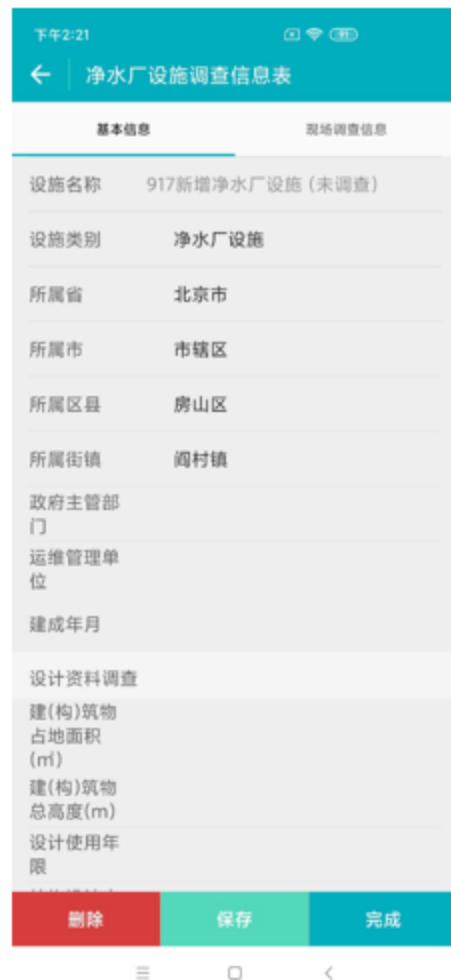 下午2:21
91
净水厂设施调查信息表
基本信息 现场调查信息
设施名称 917新增净水厂设施 (未调查)
设施类别 净水厂设施
所属省 北京市
所属市 市辖区
所属区县 房山区
所属街镇 阎村镇
政府主管部
门
运维管理单
位
建成年月
设计资料调查
建(构)筑物
占地面积
(㎡)
建(构)筑物
总高度(m)
设计使用年
限
删除 保存 完成